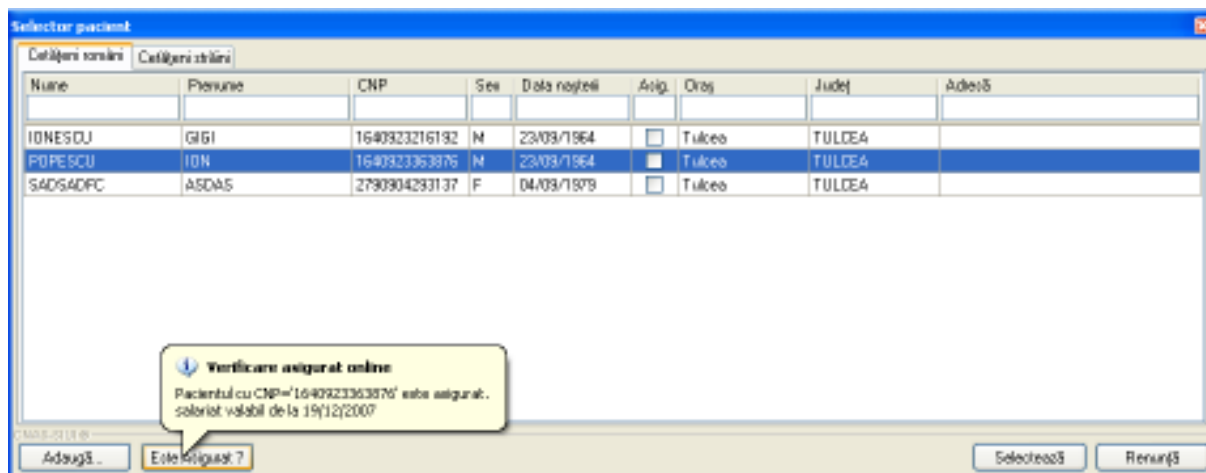 Selector pacient
Cetăţeni români Cetăţeni străini
Nume Prenume CNP Sex Data naşterii Asig. Oraş Judeţ Adresă
IONESCU GIGI 1640923216192 M 23/09/1964 Tulcea TULCEA
POPESCU ION 1640923363876 M 23/09/1964 Tulcea TULCEA
SADSADFC ASDAS 2790904293137 F 04/09/1979 Tulcea TULCEA
Verificare asigurat online
Pacientul cu CNP='1640923363876' este asigurat.
salariat valabil de la 19/12/2007
CNAS-SIUI ®
Adaugă... Este Asigurat ? Selectează Renunţă